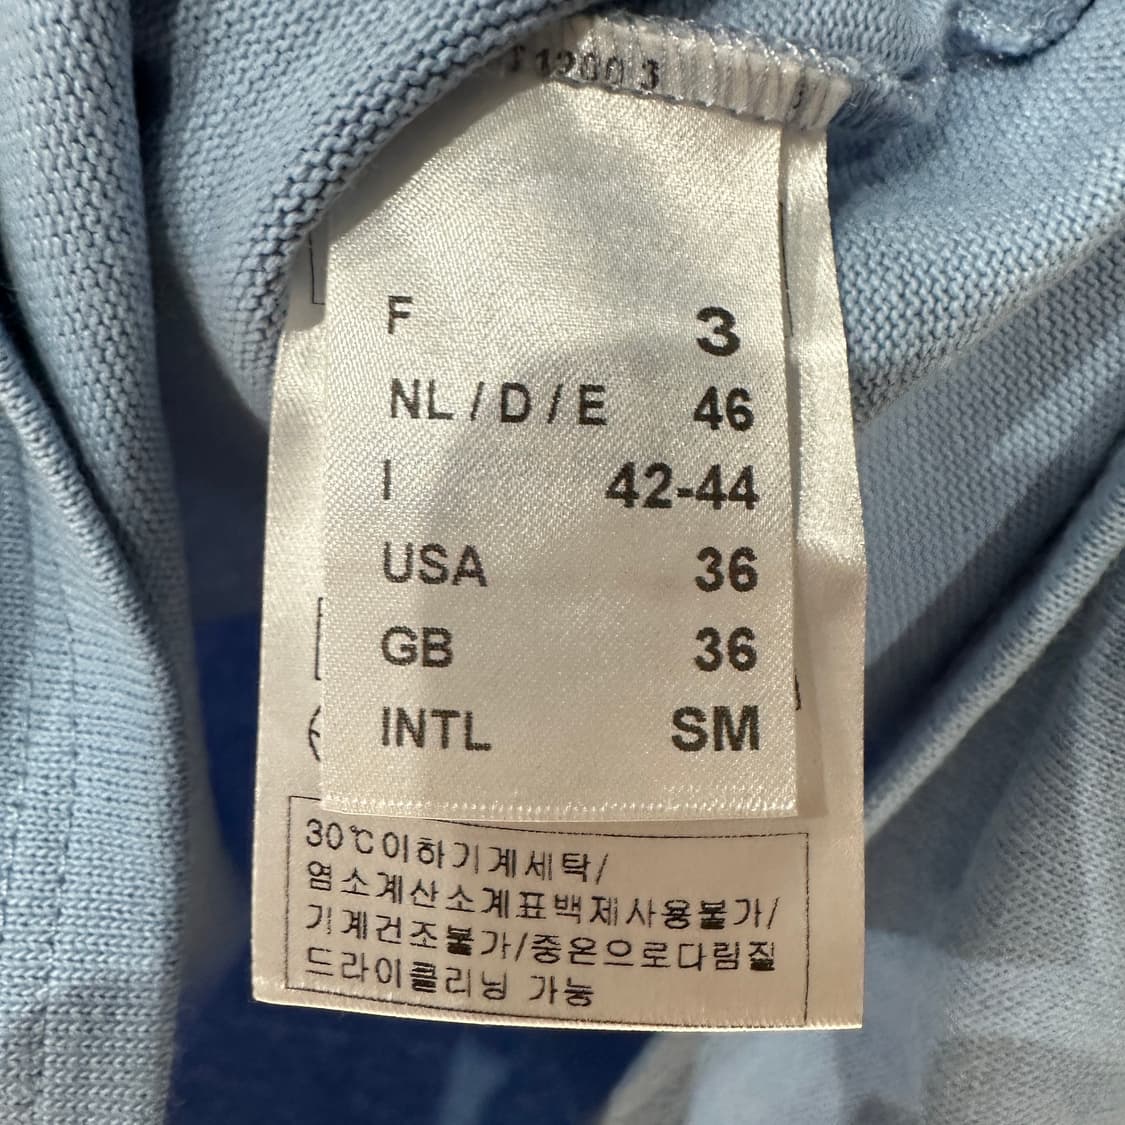 F 3
NL / D / E 46
I 42-44
USA 36
GB 36
INTL SM
30℃이하기계세탁/
염소계산소계표백제사용불가/
기계건조불가/중온으로다림질
드라이클리닝 가능